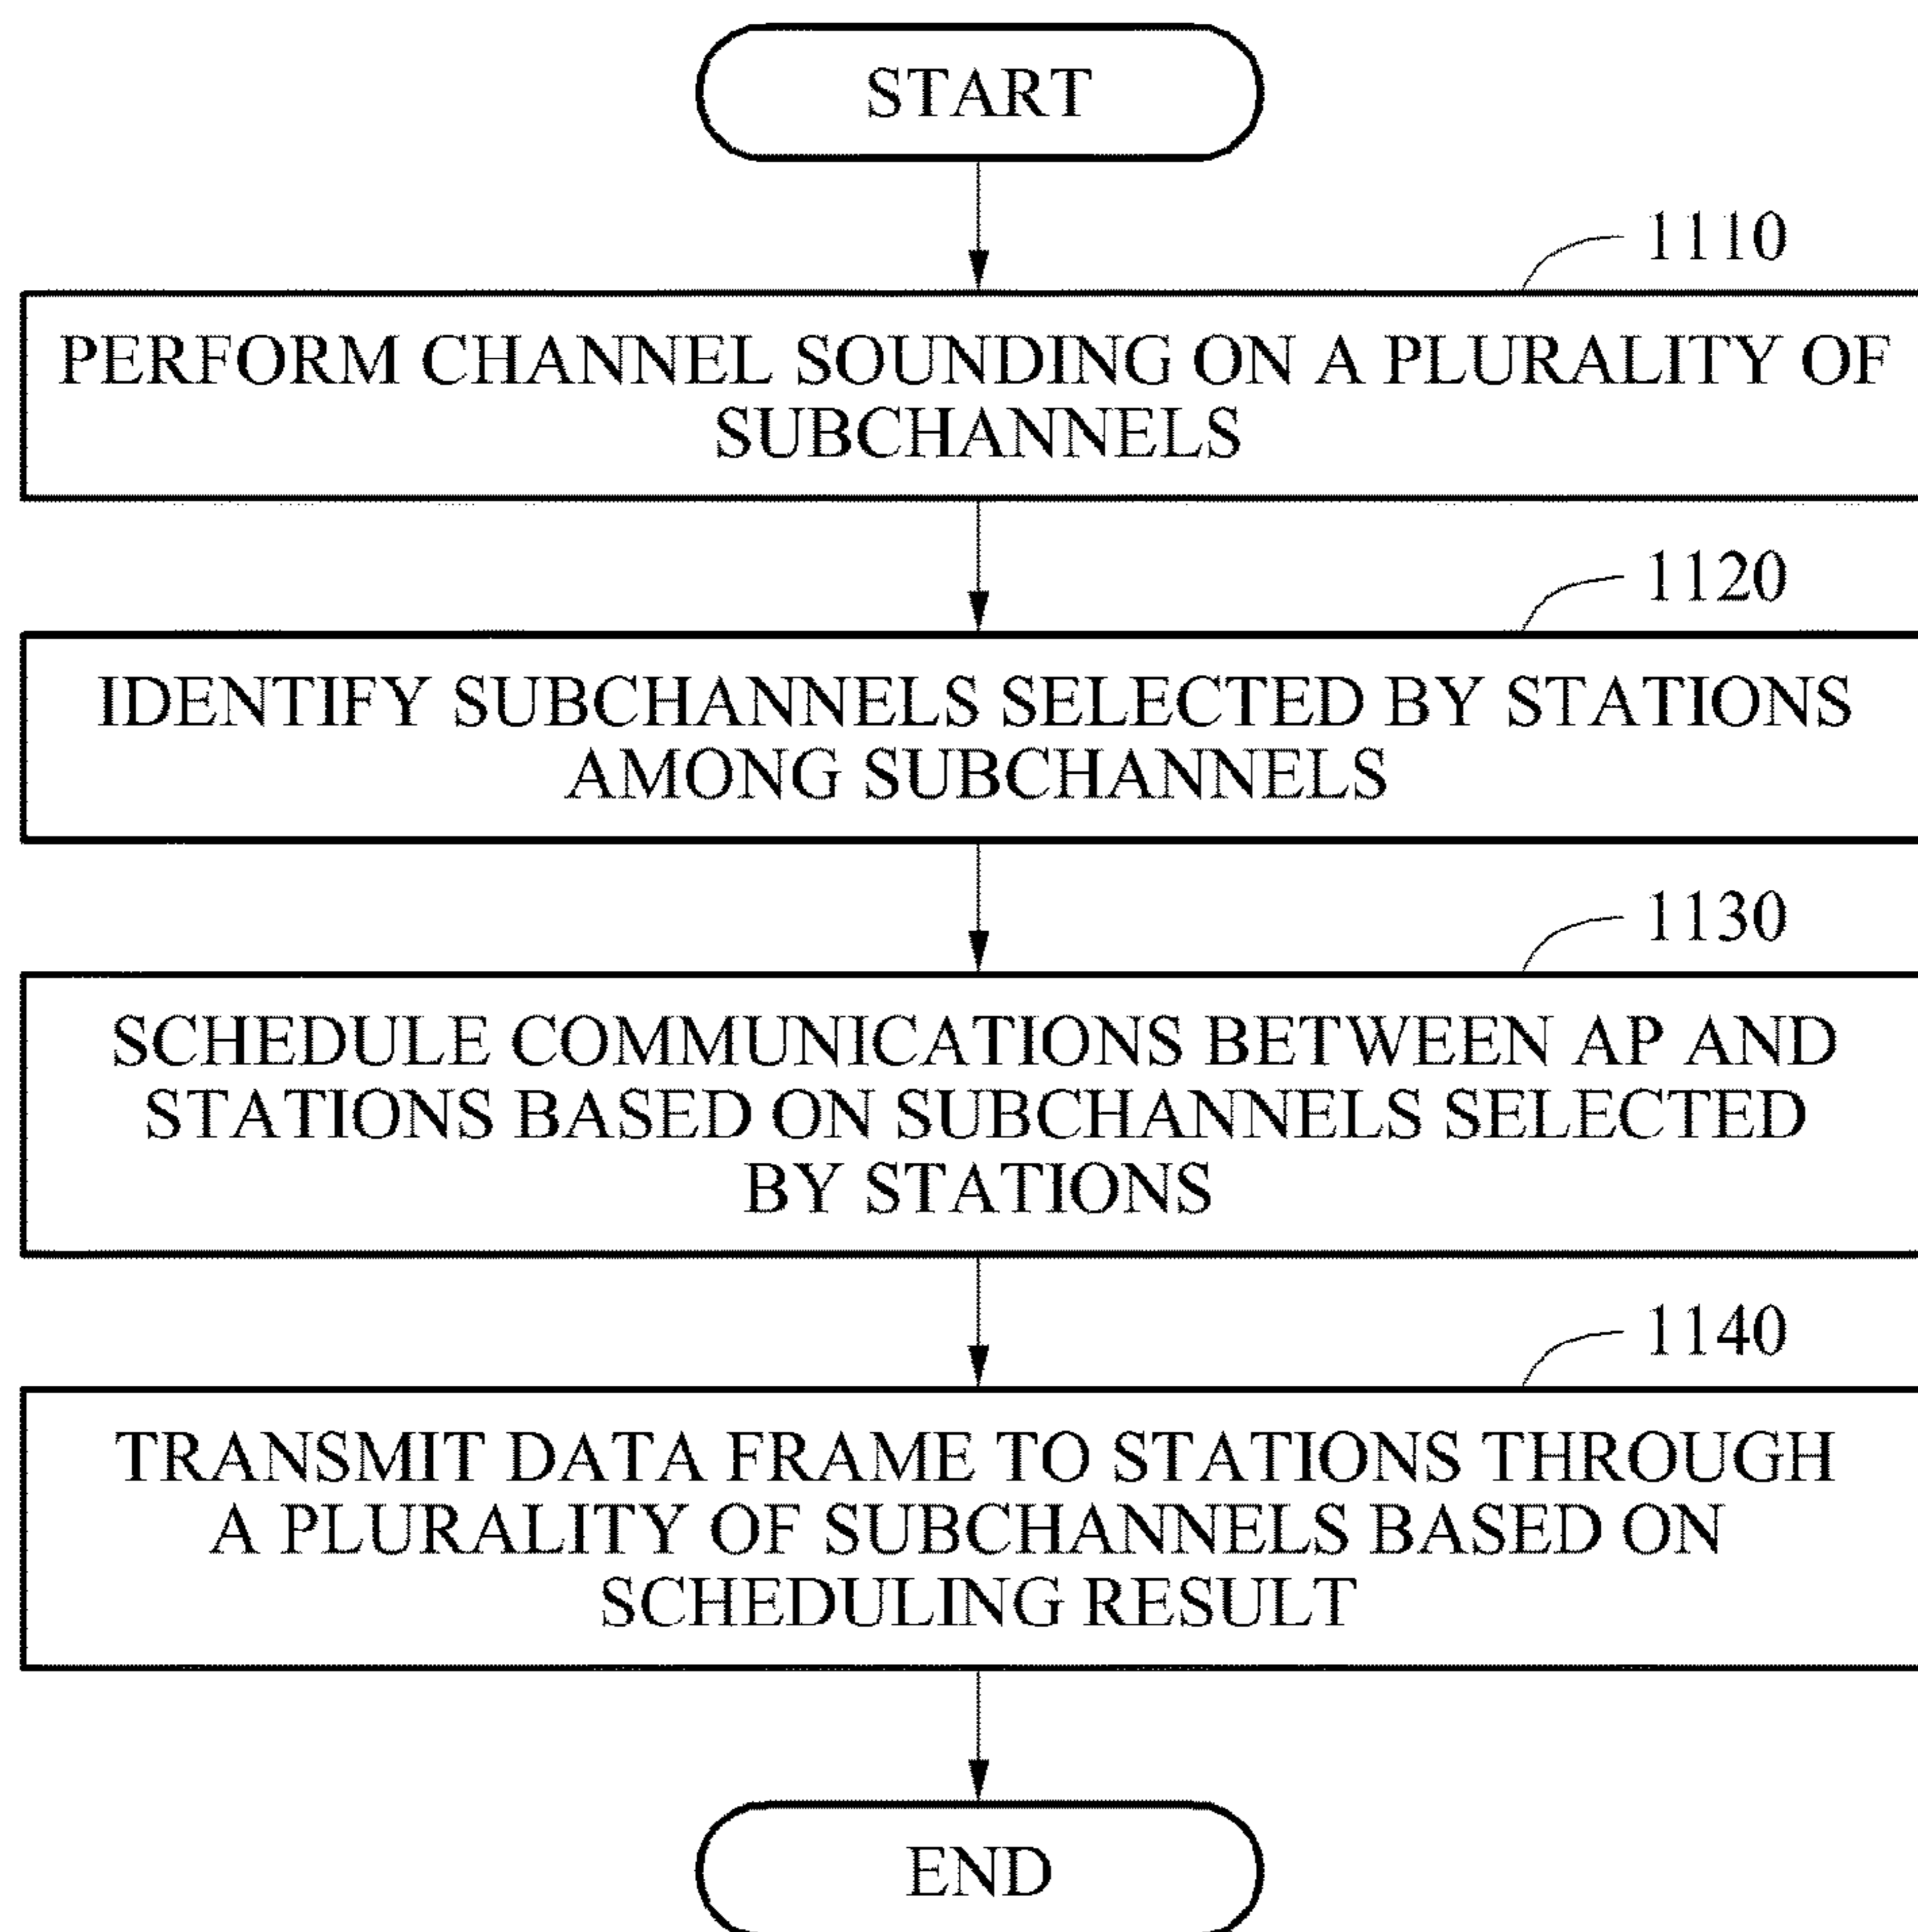 START
1110
PERFORM CHANNEL SOUNDING ON A PLURALITY OF
SUBCHANNELS
1120
IDENTIFY SUBCHANNELS SELECTED BY STATIONS
AMONG SUBCHANNELS
1130
SCHEDULE COMMUNICATIONS BETWEEN AP AND
STATIONS BASED ON SUBCHANNELS SELECTED
BY STATIONS
1140
TRANSMIT DATA FRAME TO STATIONS THROUGH
A PLURALITY OF SUBCHANNELS BASED ON
SCHEDULING RESULT
END